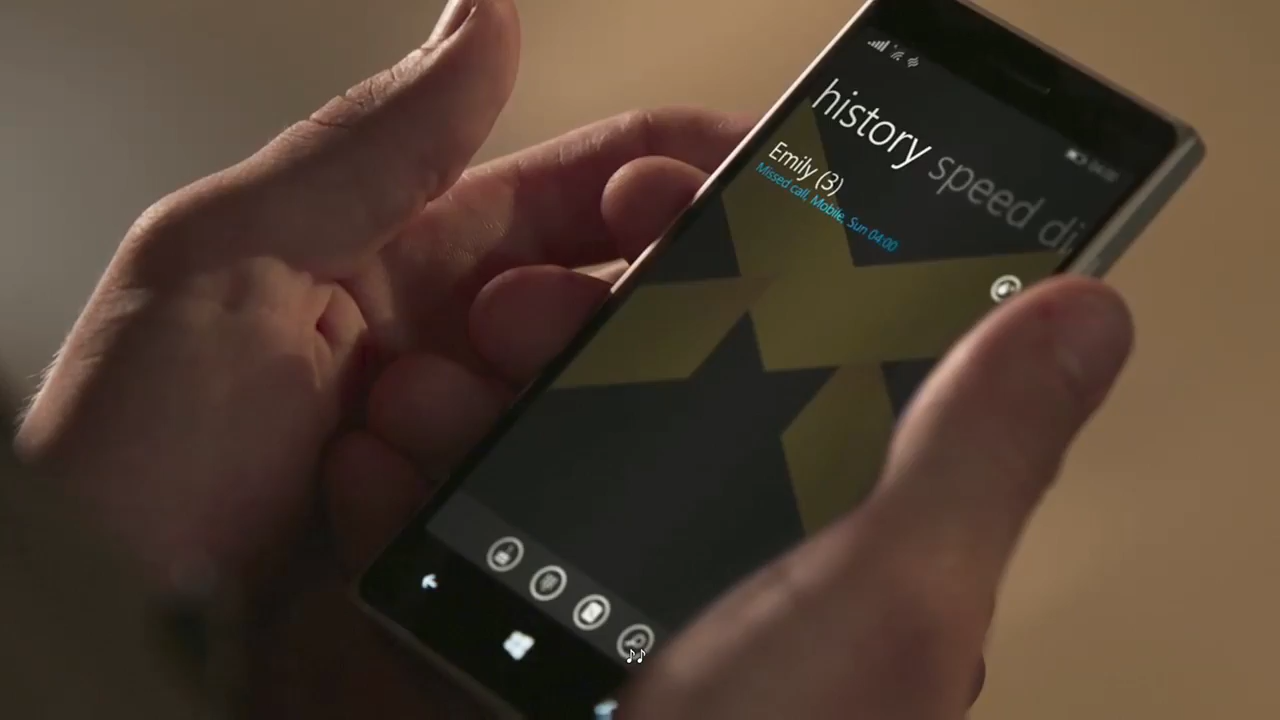 history speed di
Emily (3)
Missed call, Mobile, Sun 04:00